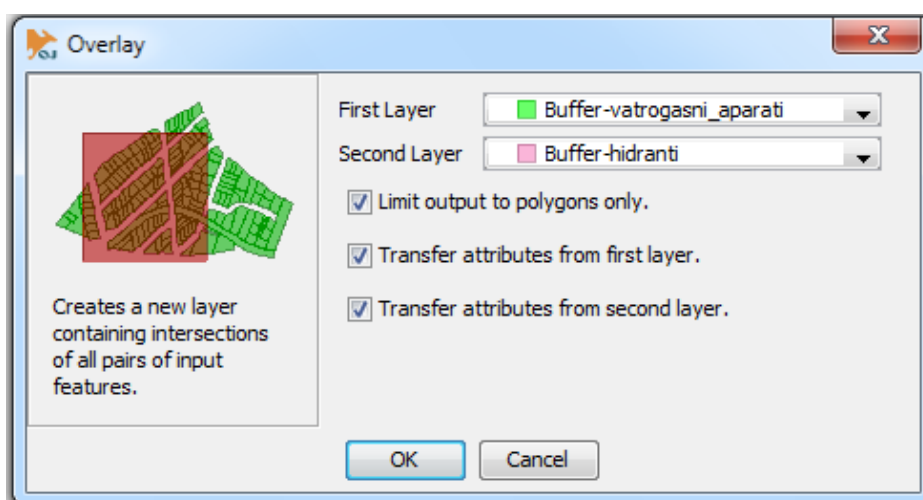 Overlay
First Layer
Buffer-vatrogasni_aparati
Second Layer
Buffer-hidranti
Limit output to polygons only.
Transfer attributes from first layer.
Transfer attributes from second layer.
Creates a new layer
containing intersections
of all pairs of input
features.
OK
Cancel